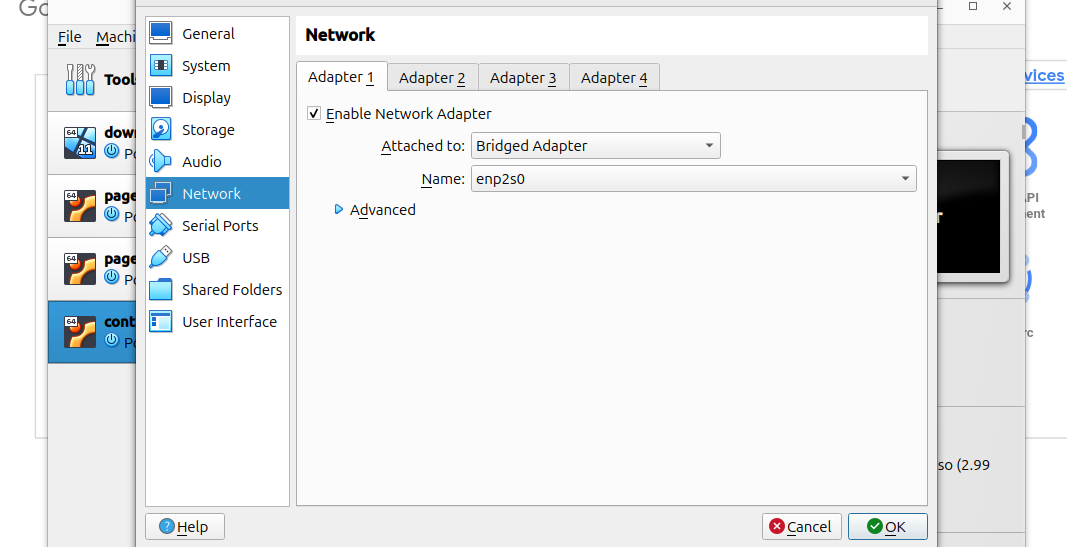 Go
File Machi
Tools
64
dow
11
Po
64
page
Po
64
page
Po
64
cont
Po
General
System
Display
Storage
Audio
Network
Serial Ports
USB
Shared Folders
User Interface
Network
Adapter 1 Adapter 2 Adapter 3 Adapter 4
Enable Network Adapter
Attached to: Bridged Adapter
Name: enp2s0
Advanced
Help Cancel OK
vices
API
ent
r
rc
so (2.99